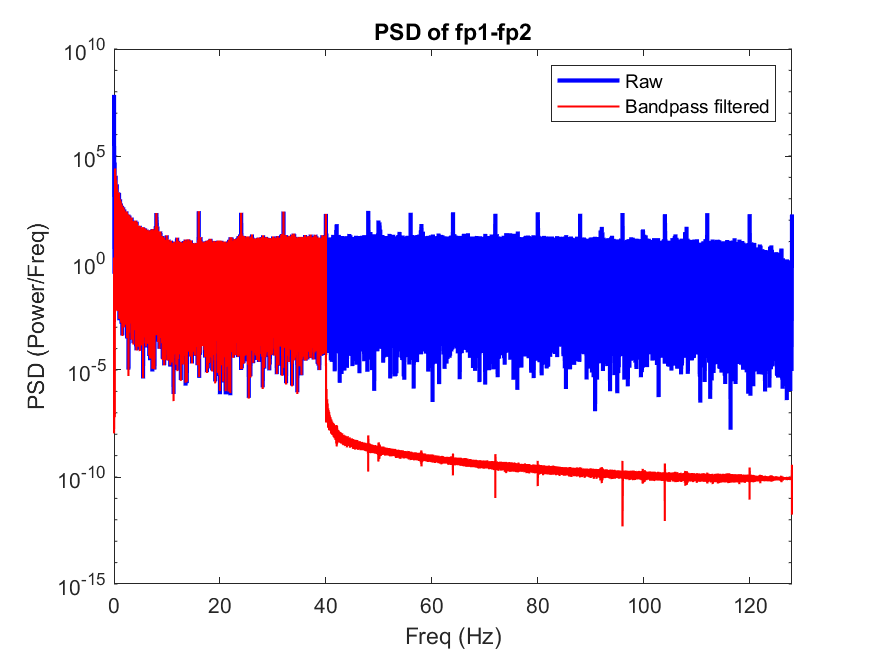 PSD of fp1-fp2
Raw
Bandpass filtered
PSD (Power/Freq)
10^10
10^5
10^0
10^-5
10^-10
10^-15
0 20 40 60 80 100 120
Freq (Hz)